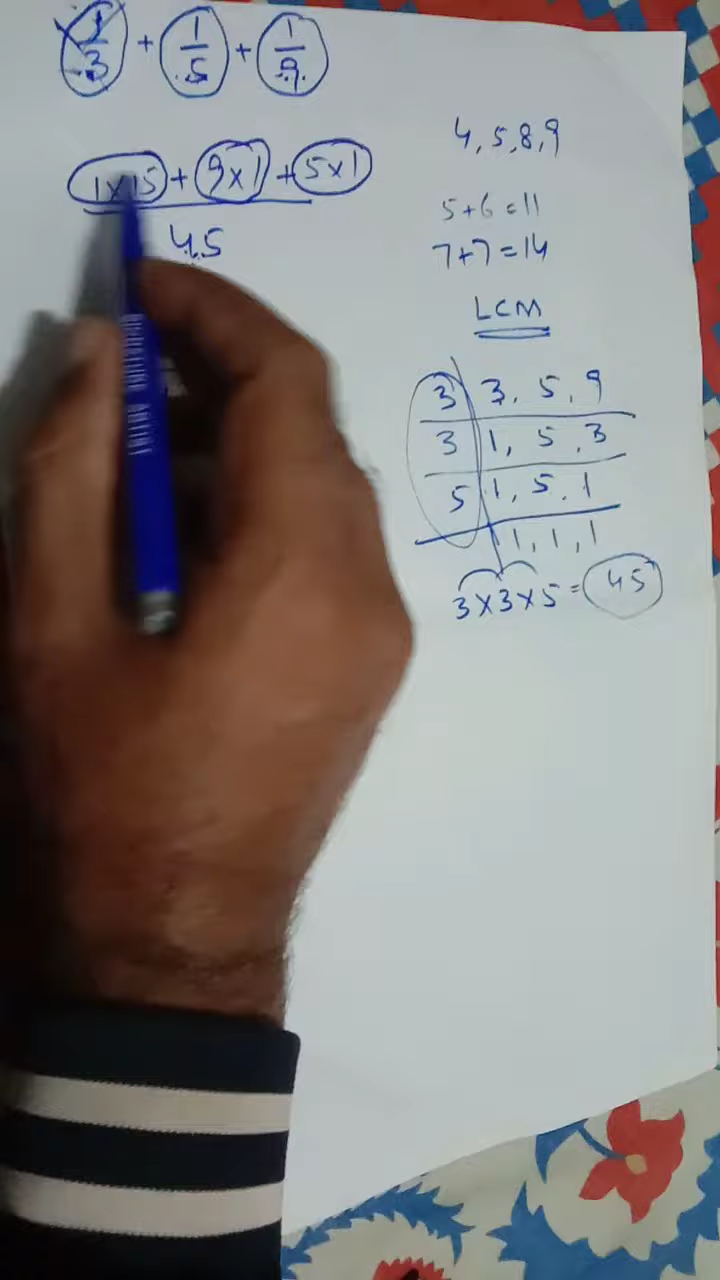 1/3 + 1/5 + 1/9
1x15 + 9x1 + 5x1
45
4, 5, 8, 9
5+6=11
7+7=14
LCM
3 | 3, 5, 9
3 | 1, 5, 3
5 | 1, 5, 1
1, 1, 1
3x3x5 = 45